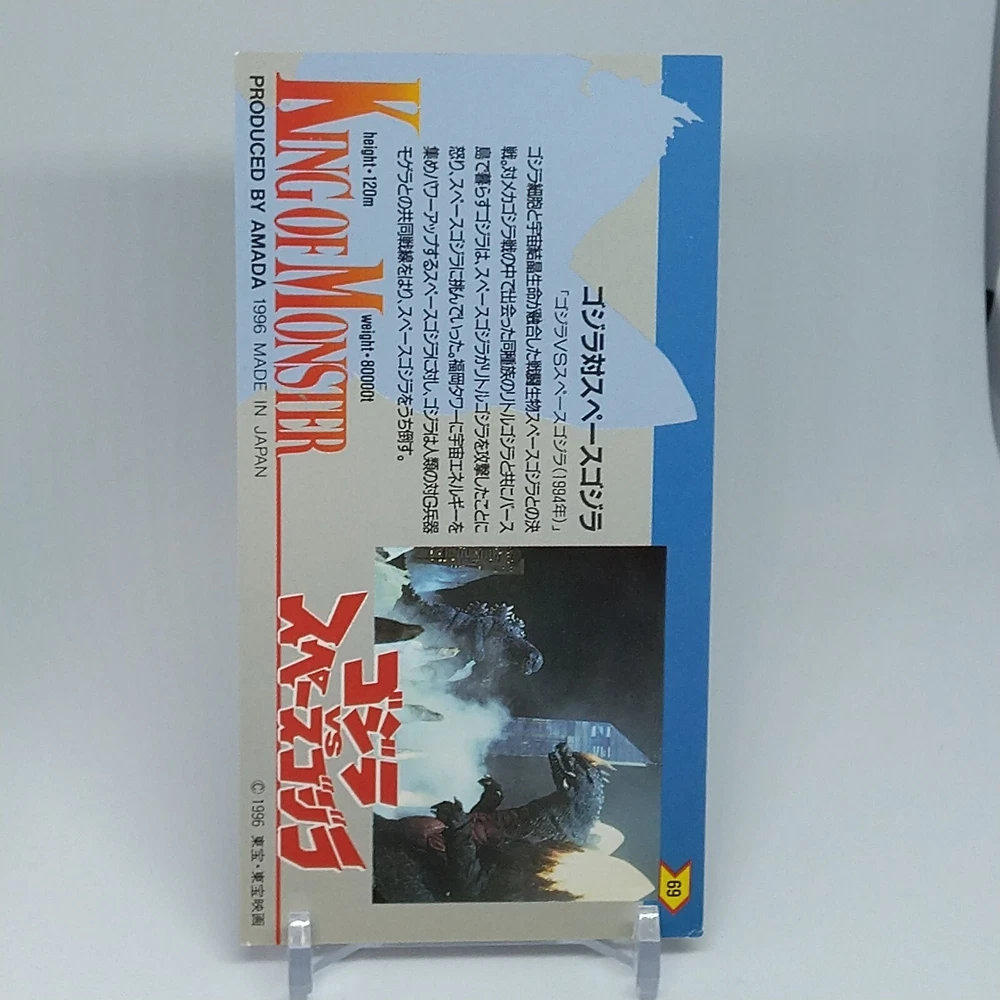 69
ゴジラ対スペースゴジラ
「ゴジラVSスペースゴジラ(1994年)」
ゴジラ細胞と宇宙結晶生命が融合した戦闘生物スペースゴジラとの決
戦。対メカゴジラ戦の中で出会った同種族のリトルゴジラと共にバース
島で暮らすゴジラは、スペースゴジラがリトルゴジラを攻撃したことに
怒り、スペースゴジラに挑んでいった。福岡タワーに宇宙エネルギーを
集めパワーアップするスペースゴジラに対し、ゴジラは人類の対G兵器
モゲラとの共同戦線をはり、スペースゴジラをうち倒す。
height・120m weight・80000t
KING OF MONSTER
ゴジラ
VS
スペースゴジラ
PRODUCED BY AMADA 1996 MADE IN JAPAN
© 1996 東宝・東宝映画